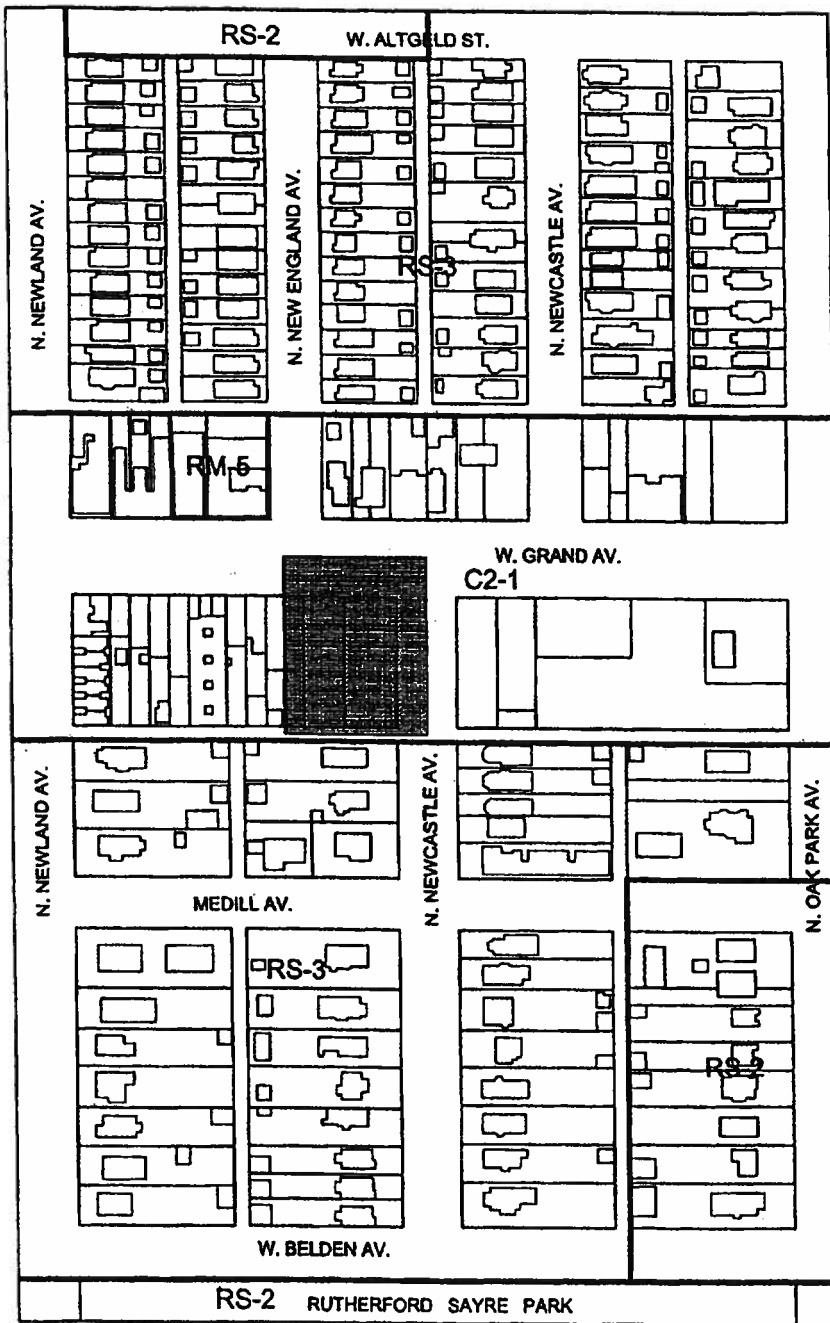 RS-2 W. ALTGELD ST.
N. NEWLAND AV.
N. NEW ENGLAND AV.
RS-3
N. NEWCASTLE AV.
RM-5
W. GRAND AV.
C2-1
N. NEWLAND AV.
N. NEWCASTLE AV.
N. OAK PARK AV.
MEDILL AV.
RS-3
RS-2
W. BELDEN AV.
RS-2 RUTHERFORD SAYRE PARK